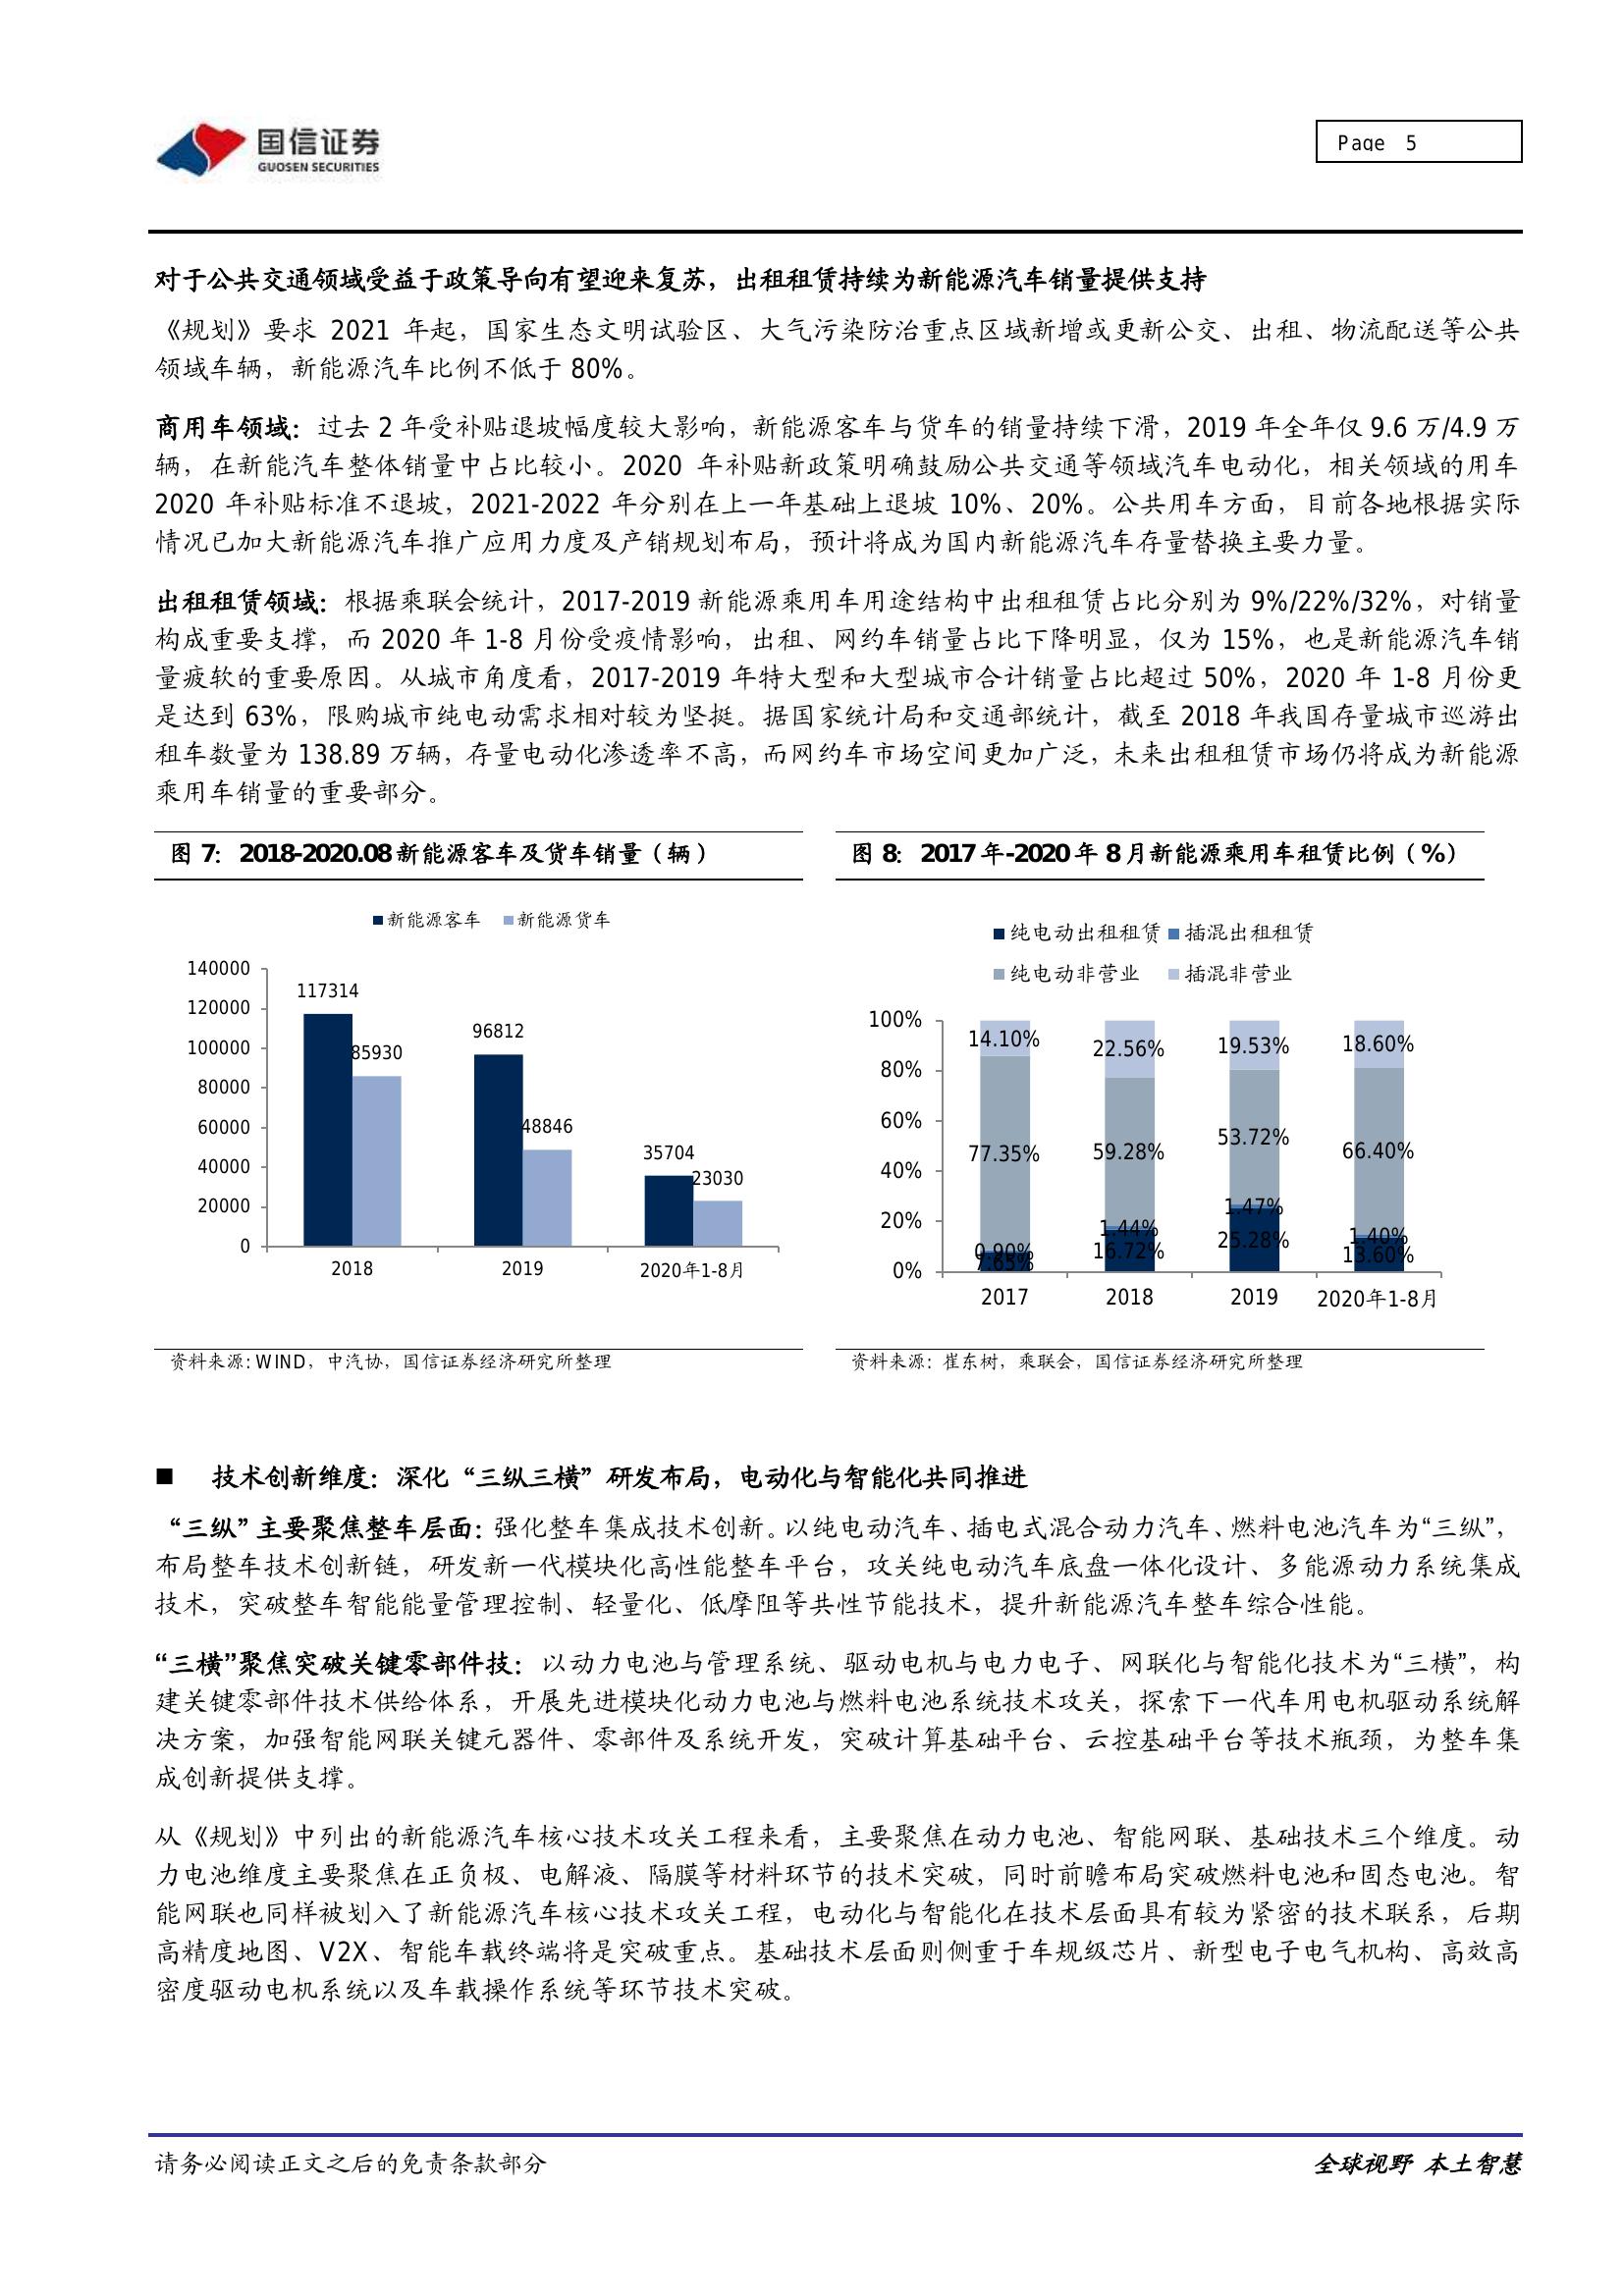 国信证券
GUOSEN SECURITIES
Page 5
对于公共交通领域受益于政策导向有望迎来复苏，出租租赁持续为新能源汽车销量提供支持
《规划》要求 2021 年起，国家生态文明试验区、大气污染防治重点区域新增或更新公交、出租、物流配送等公共
领域车辆，新能源汽车比例不低于 80%。
商用车领域：过去 2 年受补贴退坡幅度较大影响，新能源客车与货车的销量持续下滑，2019 年全年仅 9.6 万/4.9 万
辆，在新能汽车整体销量中占比较小。2020 年补贴新政策明确鼓励公共交通等领域汽车电动化，相关领域的用车
2020 年补贴标准不退坡，2021-2022 年分别在上一年基础上退坡 10%、20%。公共用车方面，目前各地根据实际
情况已加大新能源汽车推广应用力度及产销规划布局，预计将成为国内新能源汽车存量替换主要力量。
出租租赁领域：根据乘联会统计，2017-2019 新能源乘用车用途结构中出租租赁占比分别为 9%/22%/32%，对销量
构成重要支撑，而 2020 年 1-8 月份受疫情影响，出租、网约车销量占比下降明显，仅为 15%，也是新能源汽车销
量疲软的重要原因。从城市角度看，2017-2019 年特大型和大型城市合计销量占比超过 50%，2020 年 1-8 月份更
是达到 63%，限购城市纯电动需求相对较为坚挺。据国家统计局和交通部统计，截至 2018 年我国存量城市巡游出
租车数量为 138.89 万辆，存量电动化渗透率不高，而网约车市场空间更加广泛，未来出租租赁市场仍将成为新能源
乘用车销量的重要部分。
图 7： 2018-2020.08新能源客车及货车销量（辆）
新能源客车 新能源货车
140000
120000
100000
80000
60000
40000
20000
0
117314
85930
96812
48846
35704
23030
2018 2019 2020年1-8月
资料来源：WIND，中汽协，国信证券经济研究所整理
图 8： 2017 年-2020 年 8 月新能源乘用车租赁比例（%）
纯电动出租租赁 插混出租租赁
纯电动非营业 插混非营业
100%
80%
60%
40%
20%
0%
14.10% 22.56% 19.53% 18.60%
77.35% 59.28% 53.72% 66.40%
0.90% 1.44% 1.47% 1.40%
7.65% 16.72% 25.28% 13.60%
2017 2018 2019 2020年1-8月
资料来源：崔东树，乘联会，国信证券经济研究所整理
■ 技术创新维度：深化“三纵三横”研发布局，电动化与智能化共同推进
“三纵”主要聚焦整车层面：强化整车集成技术创新。以纯电动汽车、插电式混合动力汽车、燃料电池汽车为“三纵”，
布局整车技术创新链，研发新一代模块化高性能整车平台，攻关纯电动汽车底盘一体化设计、多能源动力系统集成
技术，突破整车智能能量管理控制、轻量化、低摩阻等共性节能技术，提升新能源汽车整车综合性能。
“三横”聚焦突破关键零部件技：以动力电池与管理系统、驱动电机与电力电子、网联化与智能化技术为“三横”，构
建关键零部件技术供给体系，开展先进模块化动力电池与燃料电池系统技术攻关，探索下一代车用电机驱动系统解
决方案，加强智能网联关键元器件、零部件及系统开发，突破计算基础平台、云控基础平台等技术瓶颈，为整车集
成创新提供支撑。
从《规划》中列出的新能源汽车核心技术攻关工程来看，主要聚焦在动力电池、智能网联、基础技术三个维度。动
力电池维度主要聚焦在正负极、电解液、隔膜等材料环节的技术突破，同时前瞻布局突破燃料电池和固态电池。智
能网联也同样被划入了新能源汽车核心技术攻关工程，电动化与智能化在技术层面具有较为紧密的技术联系，后期
高精度地图、V2X、智能车载终端将是突破重点。基础技术层面则侧重于车规级芯片、新型电子电气机构、高效高
密度驱动电机系统以及车载操作系统等环节技术突破。
请务必阅读正文之后的免责条款部分
全球视野 本土智慧